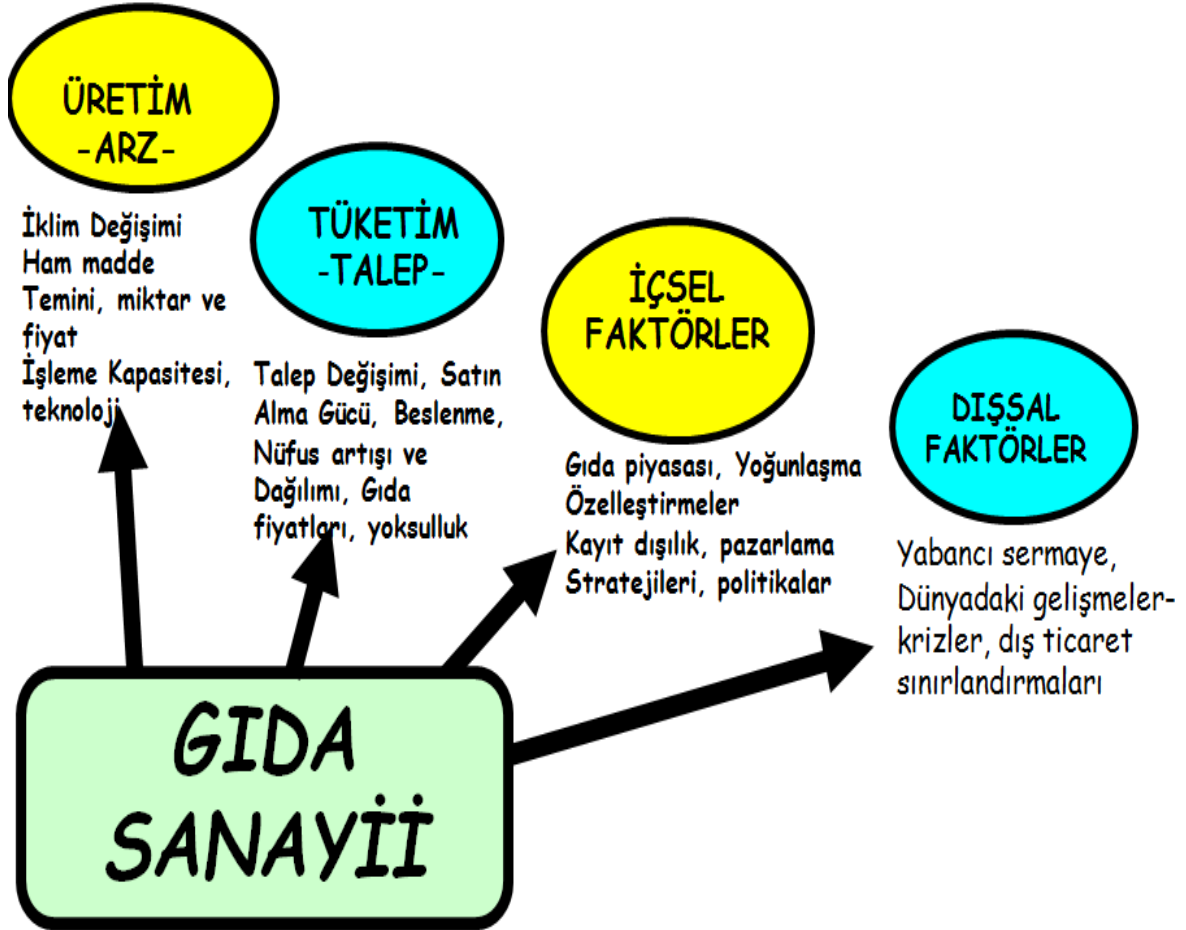 ÜRETİM
-ARZ-
İklim Değişimi
Ham madde
Temini, miktar ve
fiyat
İşleme Kapasitesi,
teknoloji
TÜKETİM
-TALEP-
Talep Değişimi, Satın
Alma Gücü, Beslenme,
Nüfus artışı ve
Dağılımı, Gıda
fiyatları, yoksulluk
İÇSEL
FAKTÖRLER
Gıda piyasası, Yoğunlaşma
Özelleştirmeler
Kayıt dışılık, pazarlama
Stratejileri, politikalar
DIŞSAL
FAKTÖRLER
Yabancı sermaye,
Dünyadaki gelişmeler-
krizler, dış ticaret
sınırlandırmaları
GIDA
SANAYİİ